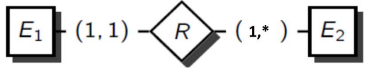 E₁ (1,1) R (1,*) E₂